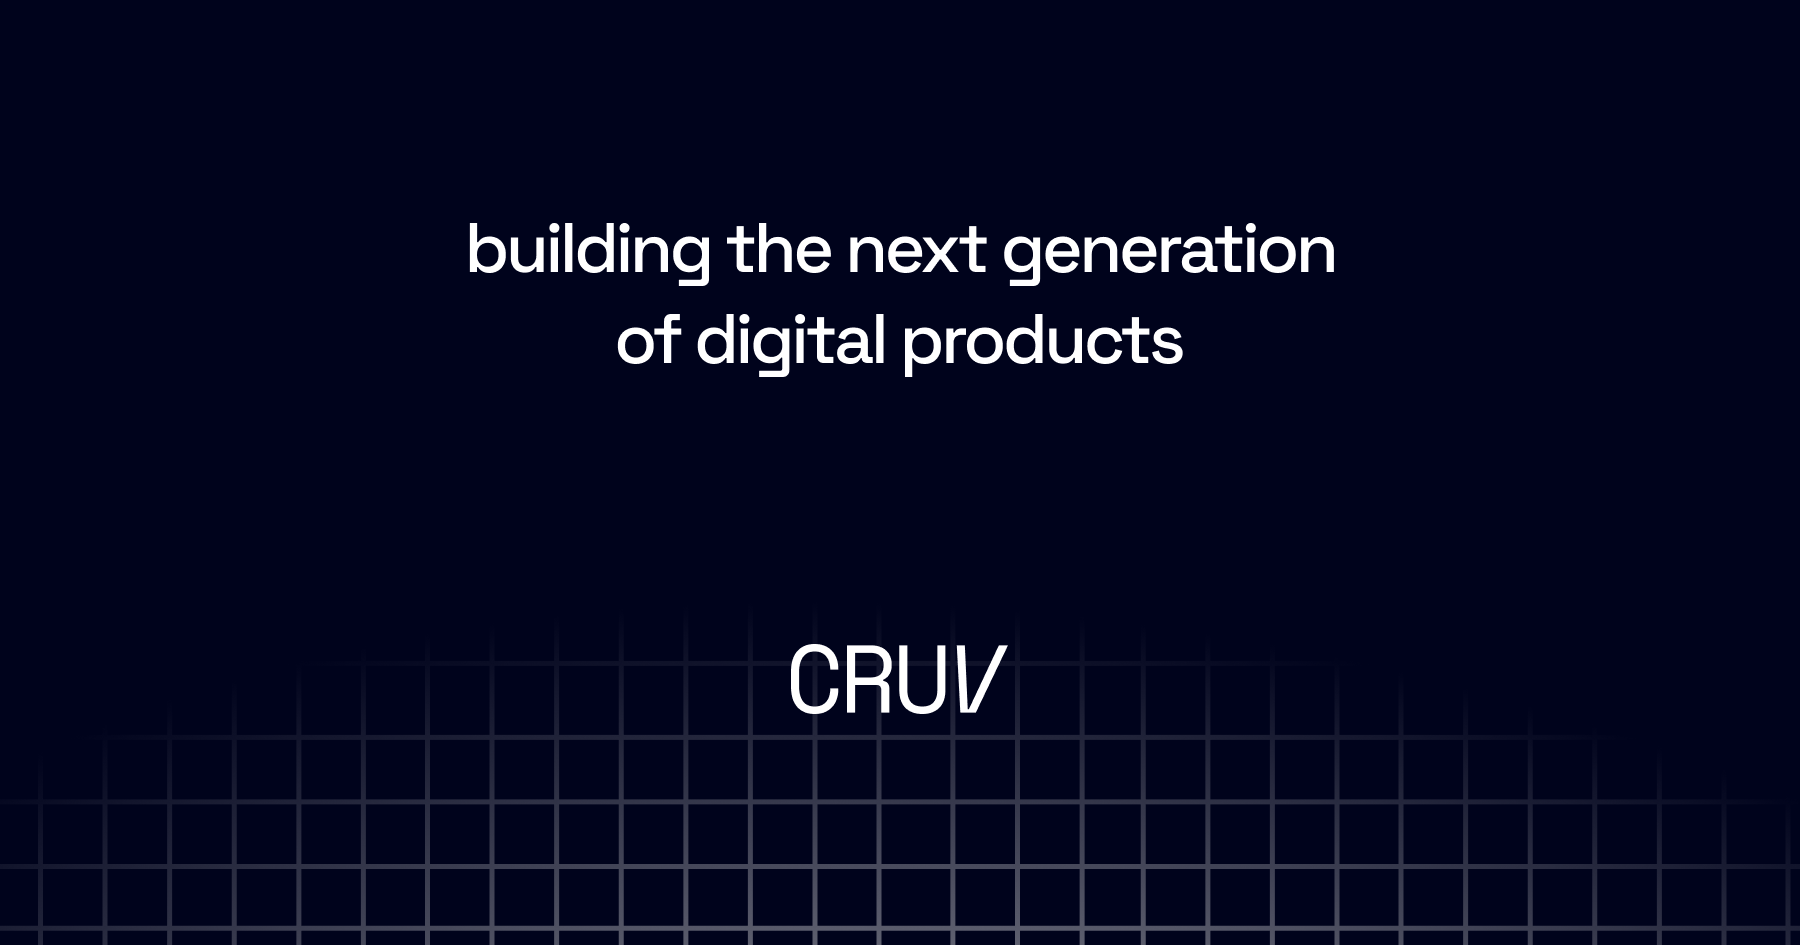 building the next generation
of digital products
CRUV